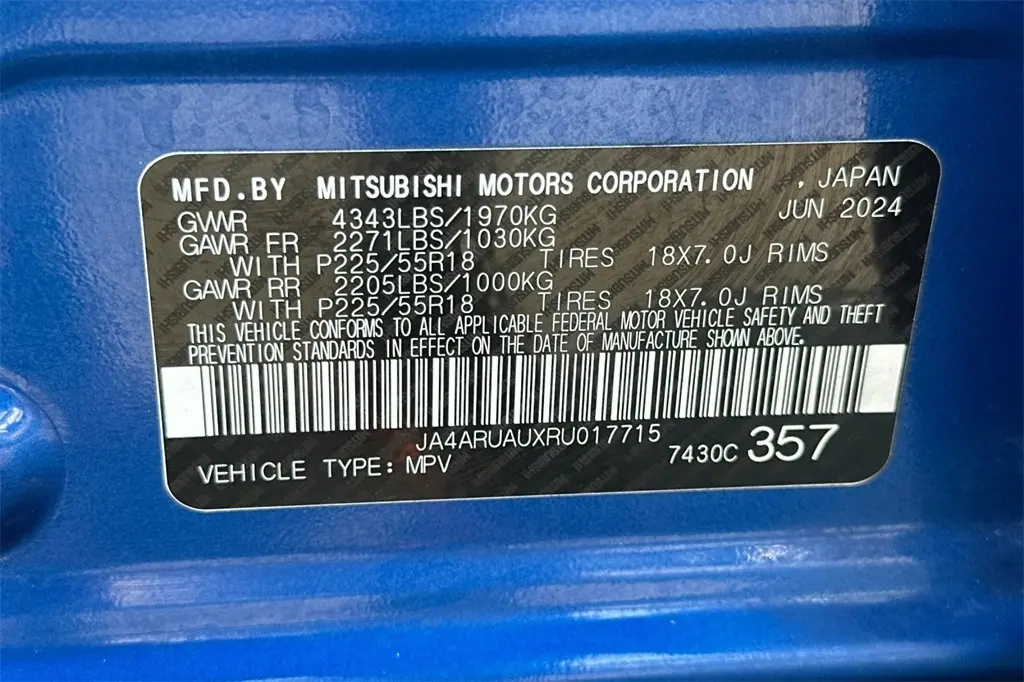 MFD.BY MITSUBISHI MOTORS CORPORATION , JAPAN
GVWR 4343LBS/1970KG JUN 2024
GAWR FR 2271LBS/1030KG
WITH P225/55R18 TIRES 18X7.0J RIMS
GAWR RR 2205LBS/1000KG
WITH P225/55R18 TIRES 18X7.0J RIMS
THIS VEHICLE CONFORMS TO ALL APPLICABLE FEDERAL MOTOR VEHICLE SAFETY AND THEFT
PREVENTION STANDARDS IN EFFECT ON THE DATE OF MANUFACTURE SHOWN ABOVE.
JA4ARUAUXRU017715
VEHICLE TYPE: MPV 7430C 357